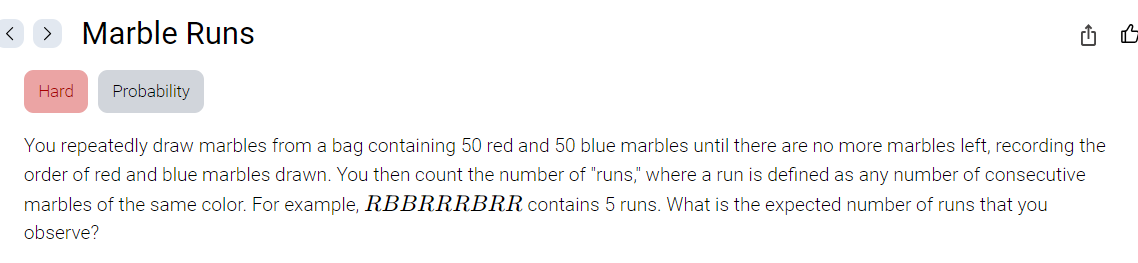 Marble Runs
Hard
Probability
You repeatedly draw marbles from a bag containing 50 red and 50 blue marbles until there are no more marbles left, recording the
order of red and blue marbles drawn. You then count the number of "runs," where a run is defined as any number of consecutive
marbles of the same color. For example, RBBRRRBRR contains 5 runs. What is the expected number of runs that you
observe?